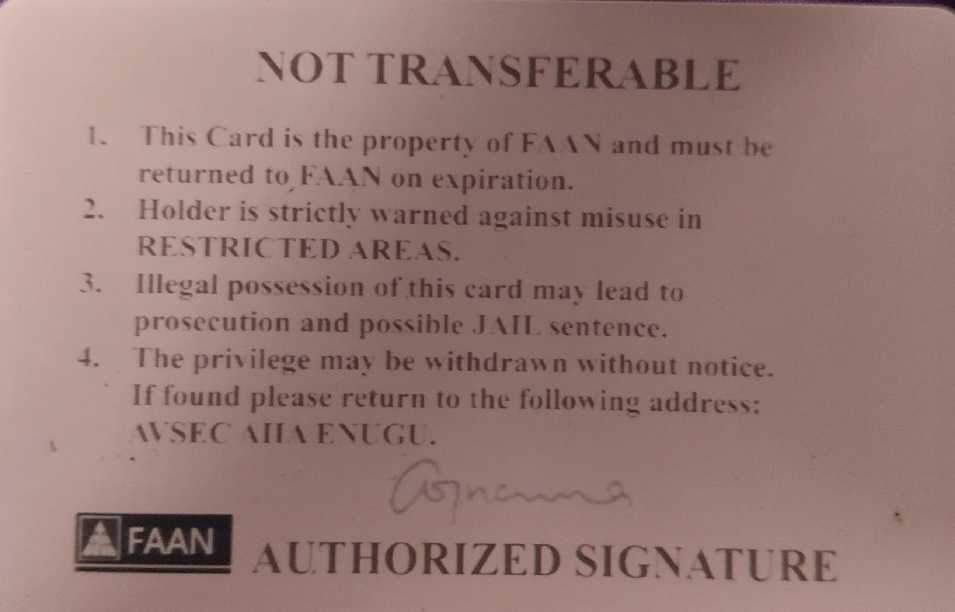 NOT TRANSFERABLE
1. This Card is the property of FAAN and must be
returned to FAAN on expiration.
2. Holder is strictly warned against misuse in
RESTRICTED AREAS.
3. Illegal possession of this card may lead to
prosecution and possible JAIL sentence.
4. The privilege may be withdrawn without notice.
If found please return to the following address:
AVSEC AIIA ENUGU.
FAAN
AUTHORIZED SIGNATURE